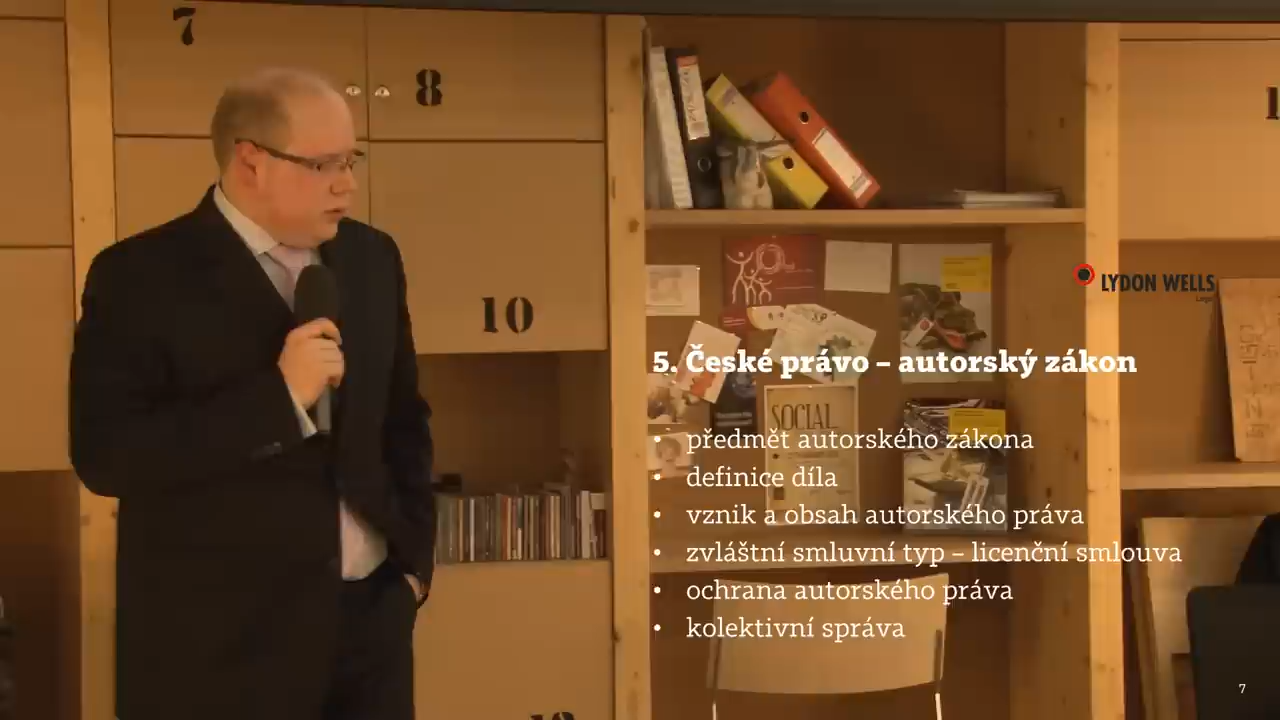 7
8
10
SOCIAL
LYDON WELLS
Legal
5. České právo – autorský zákon
• předmět autorského zákona
• definice díla
• vznik a obsah autorského práva
• zvláštní smluvní typ – licenční smlouva
• ochrana autorského práva
• kolektivní správa
7